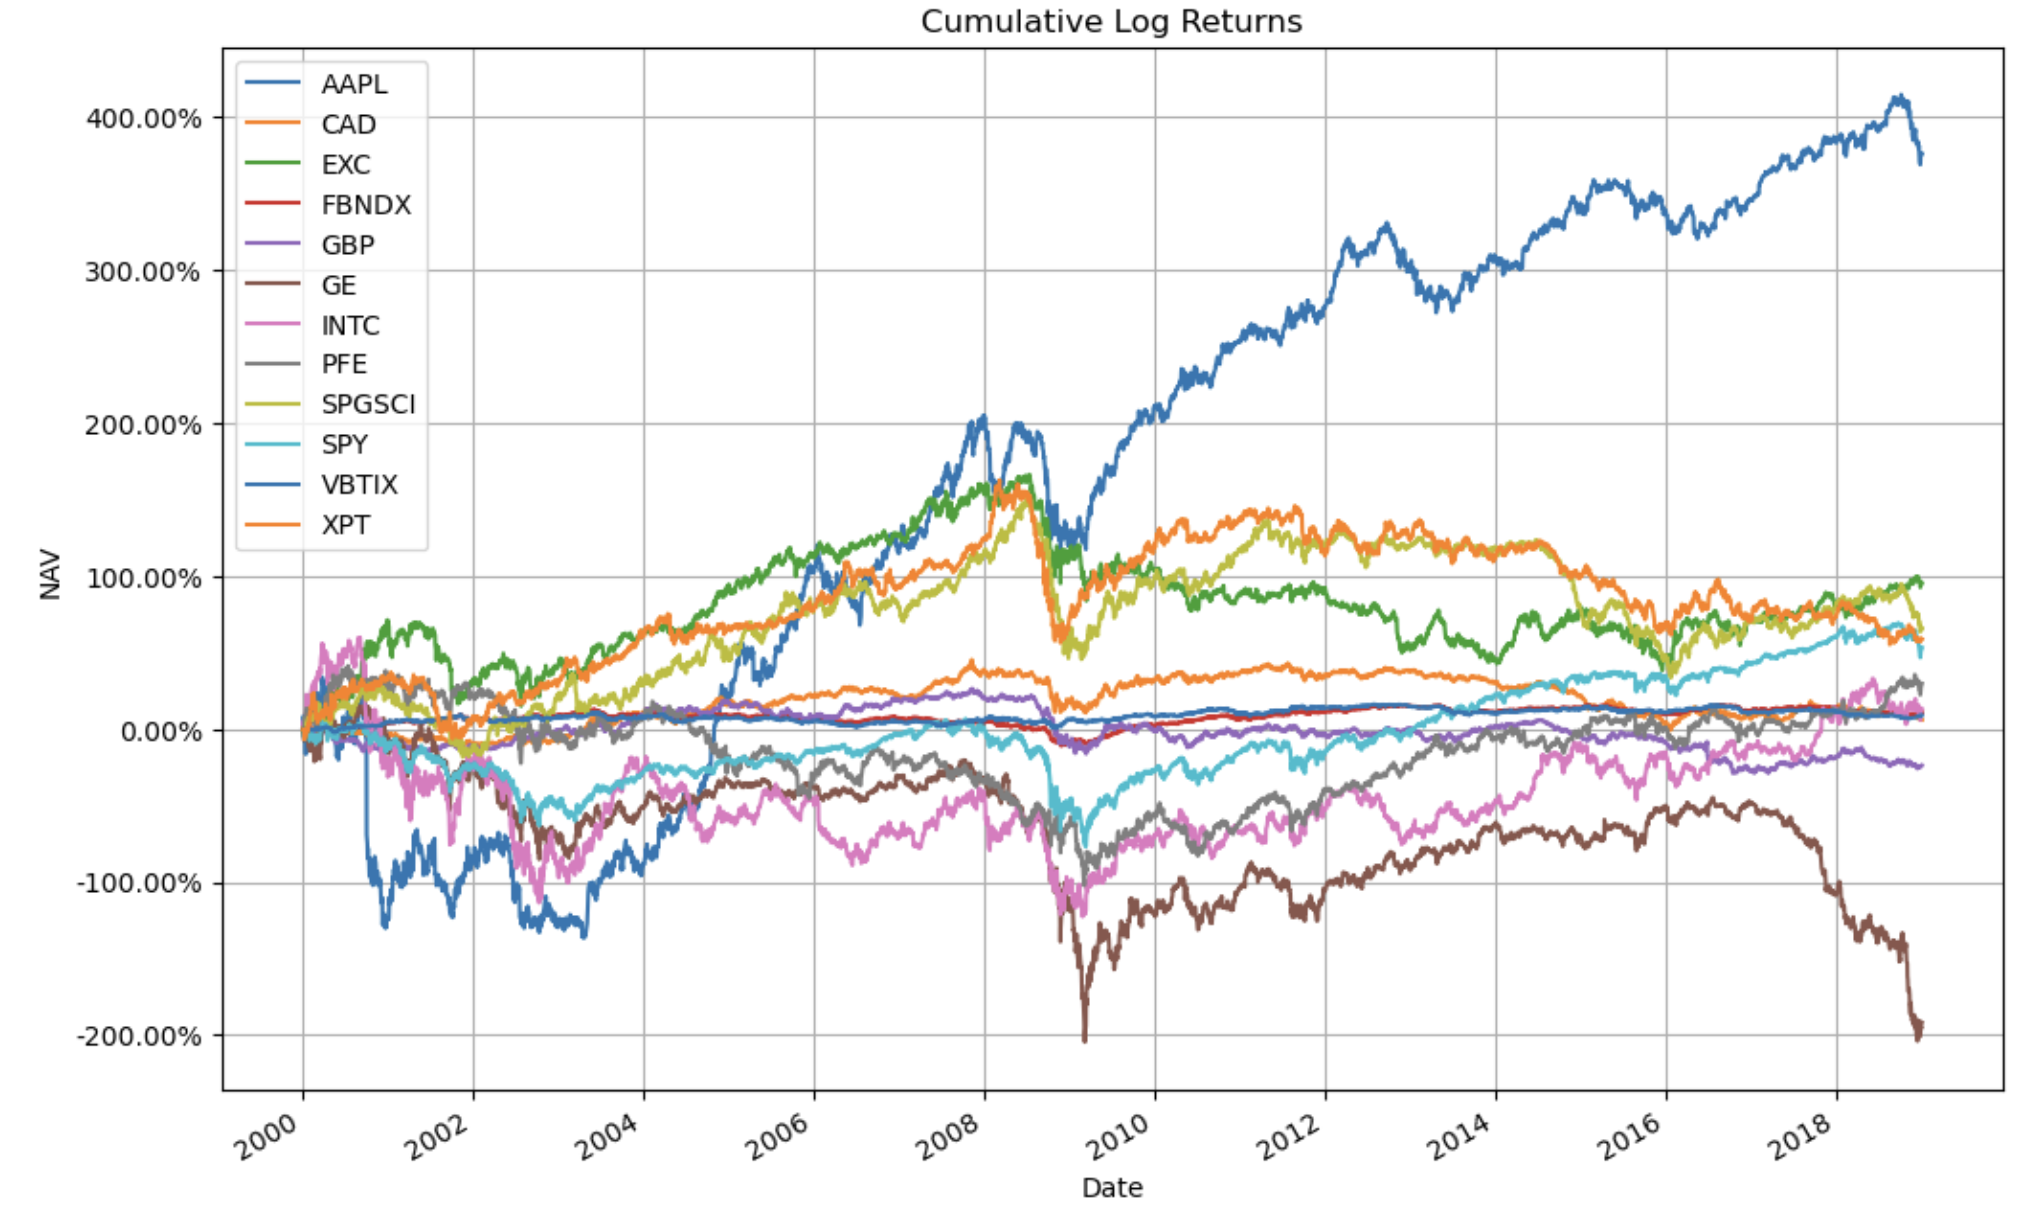 Cumulative Log Returns
AAPL
CAD
EXC
FBNDX
GBP
GE
INTC
PFE
SPGSCI
SPY
VBTIX
XPT
NAV
400.00%
300.00%
200.00%
100.00%
0.00%
-100.00%
-200.00%
2000 2002 2004 2006 2008 2010 2012 2014 2016 2018
Date